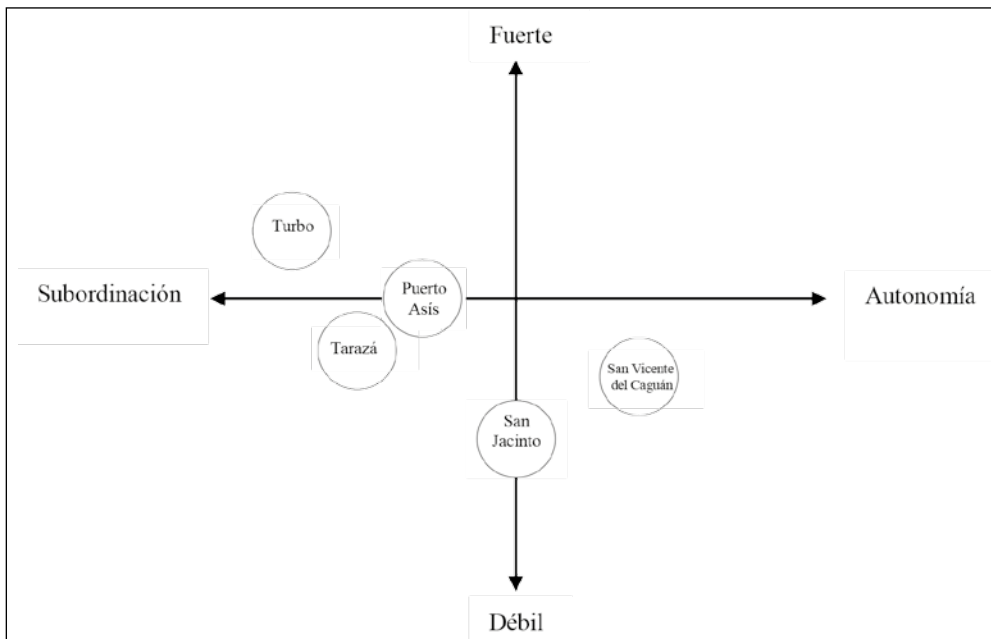 Fuerte
Turbo
Subordinación
Puerto
Asís
Autonomía
Tarazá
San Vicente
del Caguán
San
Jacinto
Débil